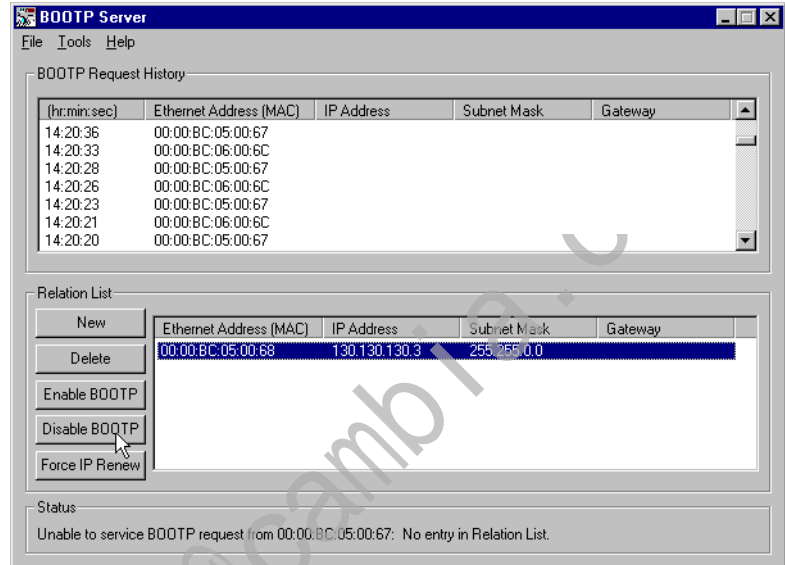 BOOTP Server
File Tools Help
BOOTP Request History
(hr:min:sec) Ethernet Address (MAC) IP Address Subnet Mask Gateway
14:20:36 00:00:BC:05:00:67
14:20:33 00:00:BC:06:00:6C
14:20:28 00:00:BC:05:00:67
14:20:26 00:00:BC:06:00:6C
14:20:23 00:00:BC:05:00:67
14:20:21 00:00:BC:06:00:6C
14:20:20 00:00:BC:05:00:67
Relation List
New
Delete
Enable BOOTP
Disable BOOTP
Force IP Renew
Ethernet Address (MAC) IP Address Subnet Mask Gateway
00:00:BC:05:00:68 130.130.130.3 255.255.0.0
Status
Unable to service BOOTP request from 00:00:BC:05:00:67: No entry in Relation List.